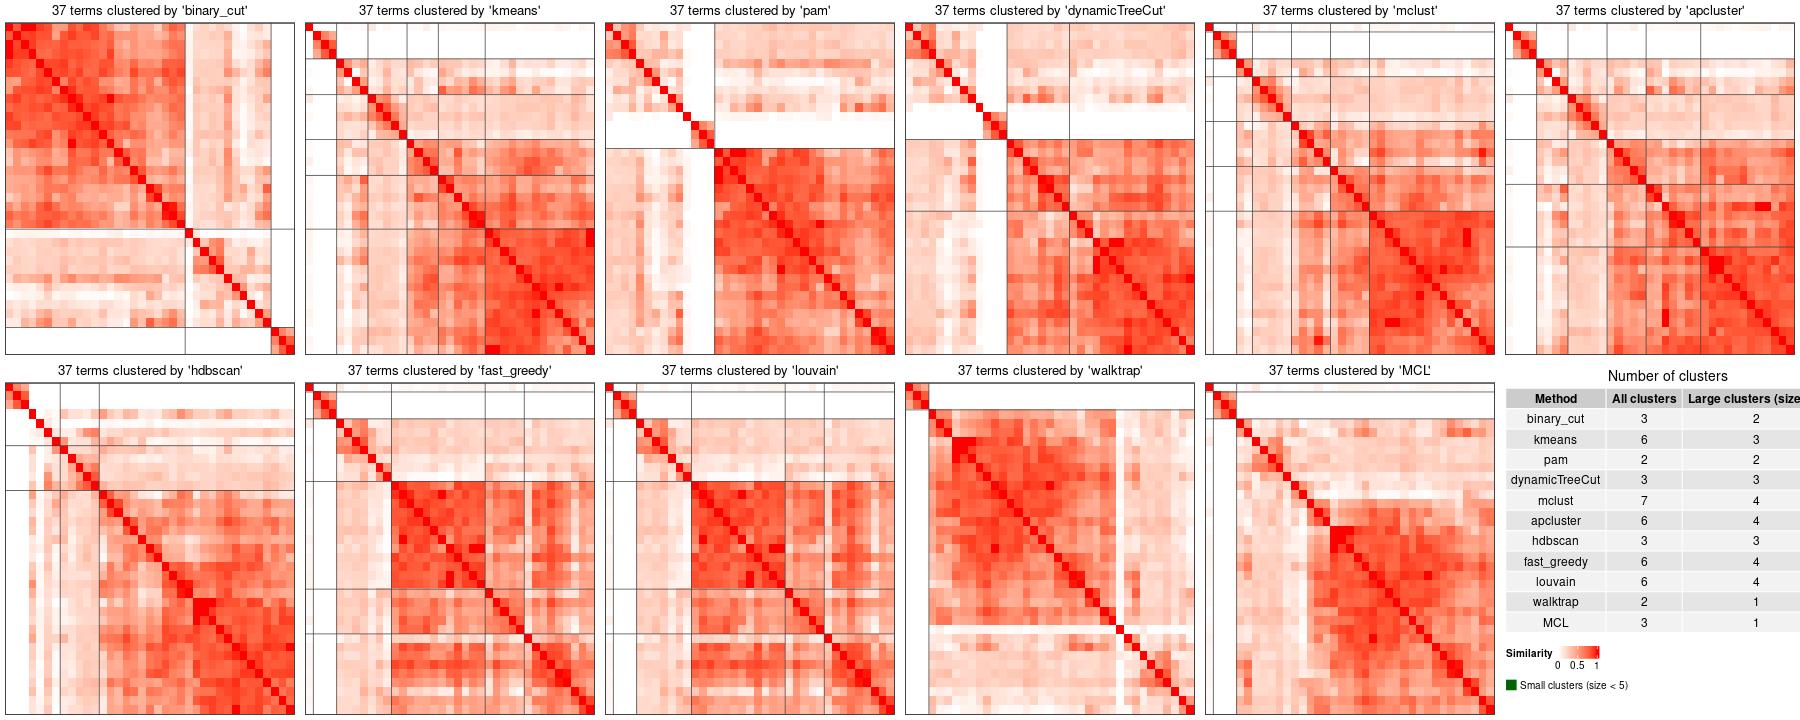 37 terms clustered by 'binary_cut'
37 terms clustered by 'kmeans'
37 terms clustered by 'pam'
37 terms clustered by 'dynamicTreeCut'
37 terms clustered by 'mclust'
37 terms clustered by 'apcluster'
37 terms clustered by 'hdbscan'
37 terms clustered by 'fast_greedy'
37 terms clustered by 'louvain'
37 terms clustered by 'walktrap'
37 terms clustered by 'MCL'
Number of clusters
Method All clusters Large clusters (size
binary_cut 3 2
kmeans 6 3
pam 2 2
dynamicTreeCut 3 3
mclust 7 4
apcluster 6 4
hdbscan 3 3
fast_greedy 6 4
louvain 6 4
walktrap 2 1
MCL 3 1
Similarity
0 0.5 1
Small clusters (size < 5)